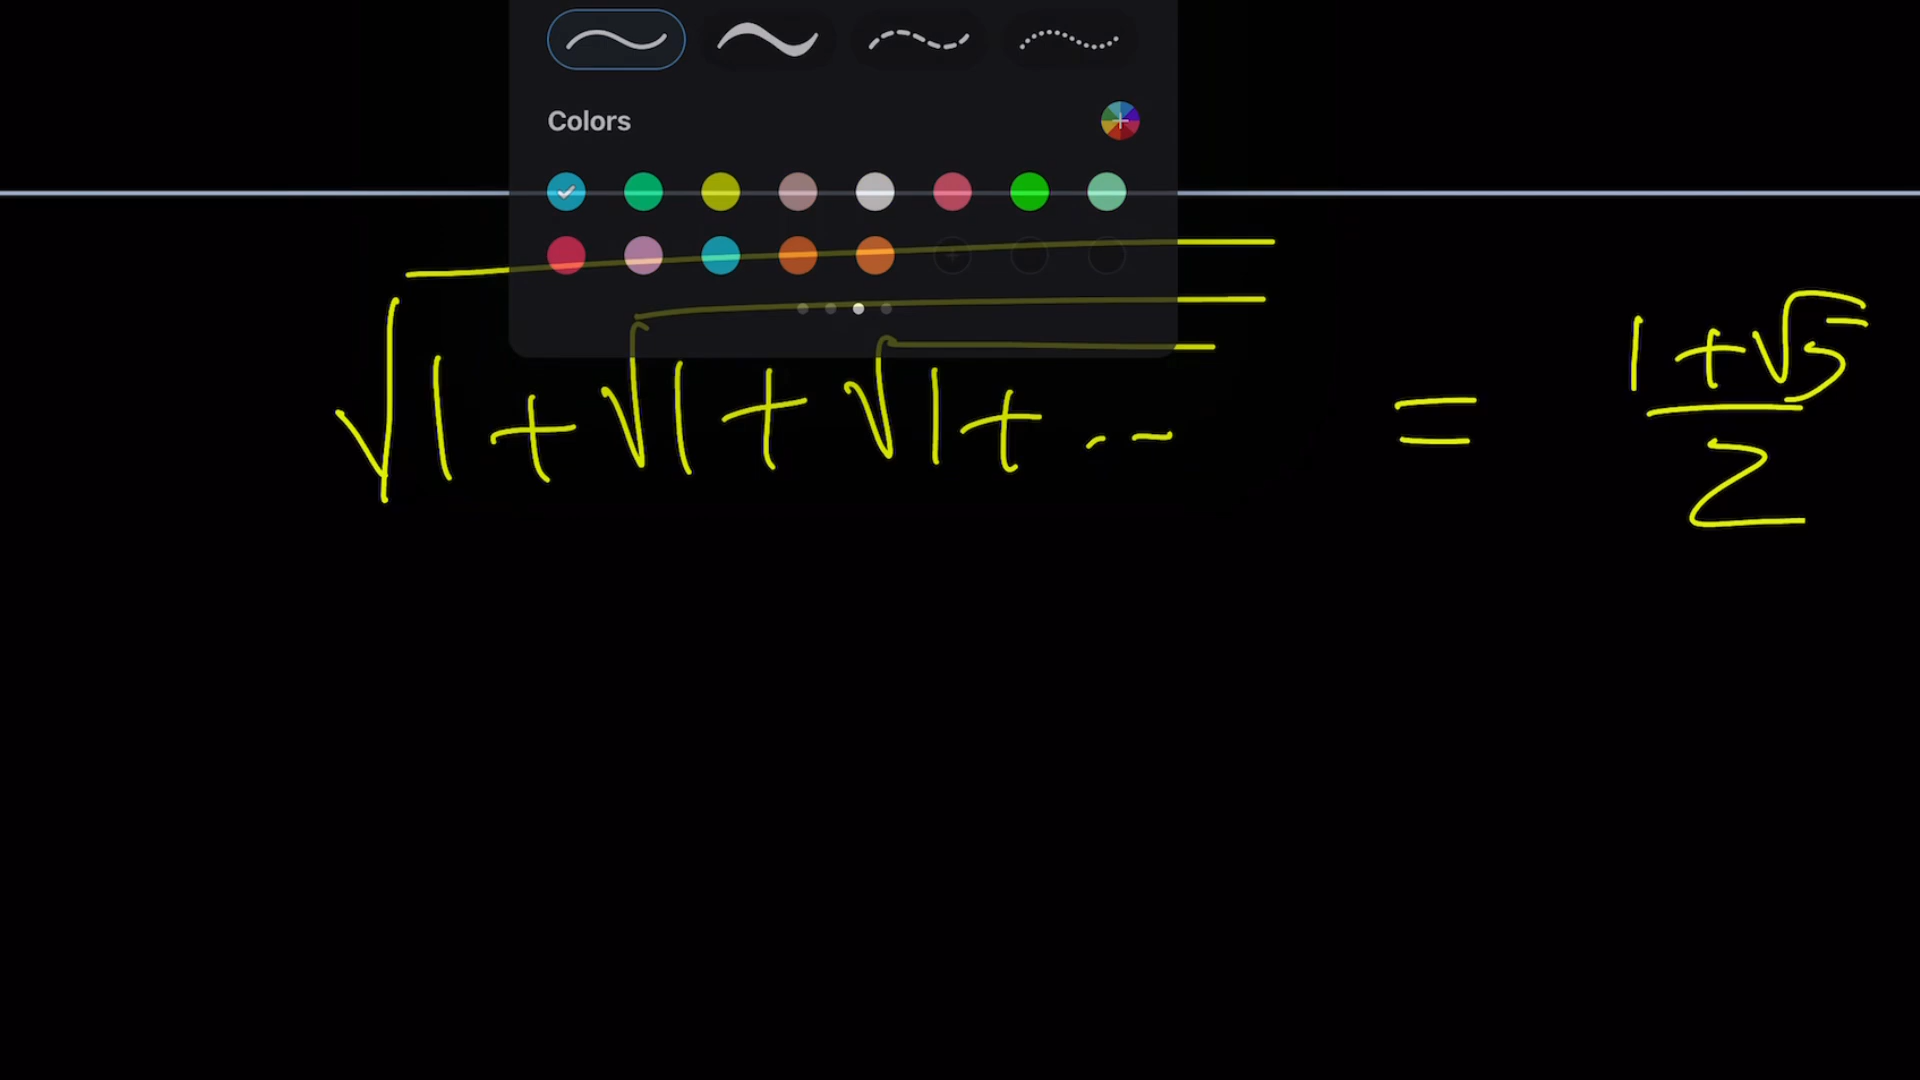 Colors
√(1 + √(1 + √(1 + ... = (1 + √5)/2